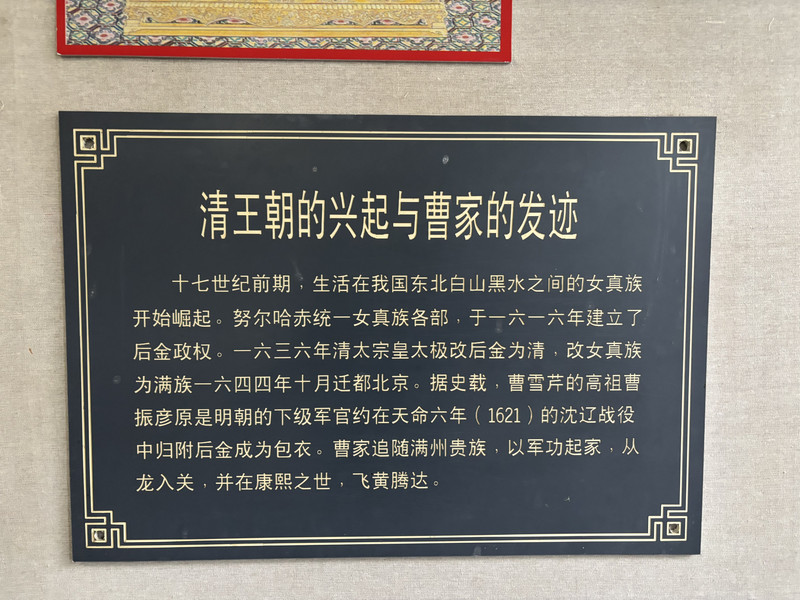 清王朝的兴起与曹家的发迹
十七世纪前期，生活在我国东北白山黑水之间的女真族
开始崛起。努尔哈赤统一女真族各部，于一六一六年建立了
后金政权。一六三六年清太宗皇太极改后金为清，改女真族
为满族一六四四年十月迁都北京。据史载，曹雪芹的高祖曹
振彦原是明朝的下级军官约在天命六年（1621）的沈辽战役
中归附后金成为包衣。曹家追随满州贵族，以军功起家，从
龙入关，并在康熙之世，飞黄腾达。